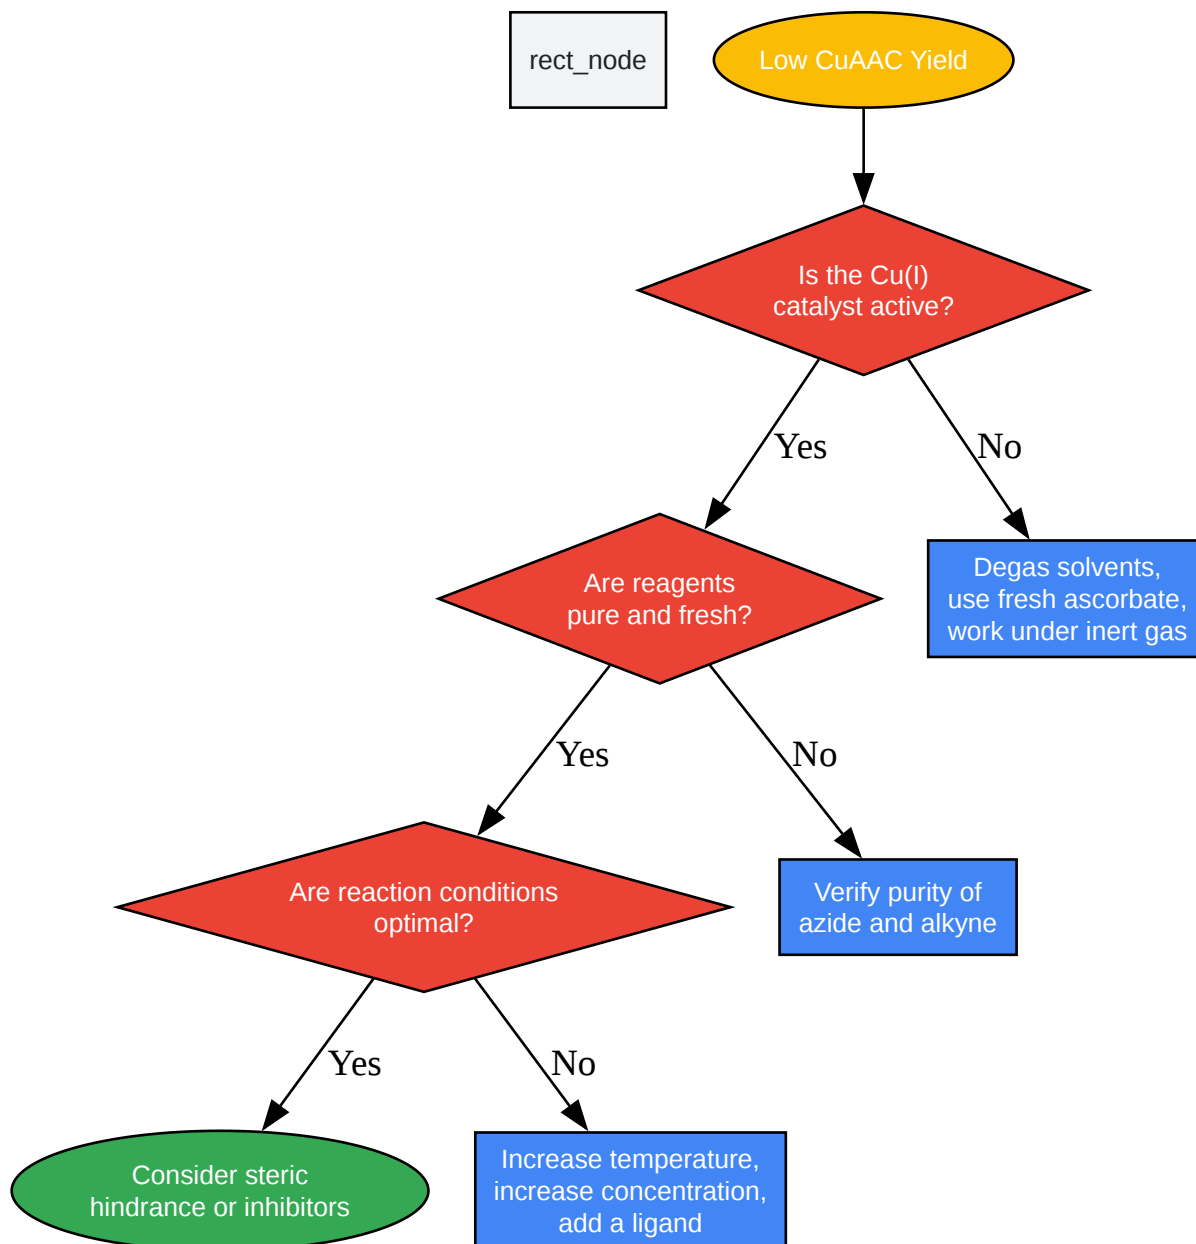 rect_node
Low CuAAC Yield
Is the Cu(I)
catalyst active?
Yes
No
Are reagents
pure and fresh?
Degas solvents,
use fresh ascorbate,
work under inert gas
Yes
No
Are reaction conditions
optimal?
Verify purity of
azide and alkyne
Yes
No
Consider steric
hindrance or inhibitors
Increase temperature,
increase concentration,
add a ligand